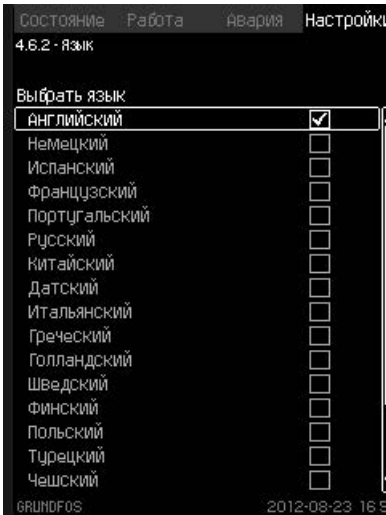 Состояние Работа Авария Настройки
4.6.2 - Язык
Выбрать язык
Английский
Немецкий
Испанский
Французский
Португальский
Русский
Китайский
Датский
Итальянский
Греческий
Голландский
Шведский
Финский
Польский
Турецкий
Чешский
GRUNDFOS 2012-08-23